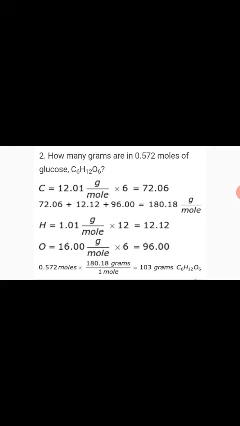 2. How many grams are in 0.572 moles of
glucose, C₆H₁₂O₆?
C = 12.01 g/mole × 6 = 72.06
72.06 + 12.12 + 96.00 = 180.18 g/mole
H = 1.01 g/mole × 12 = 12.12
O = 16.00 g/mole × 6 = 96.00
0.572 moles × 180.18 grams/1 mole = 103 grams C₆H₁₂O₆